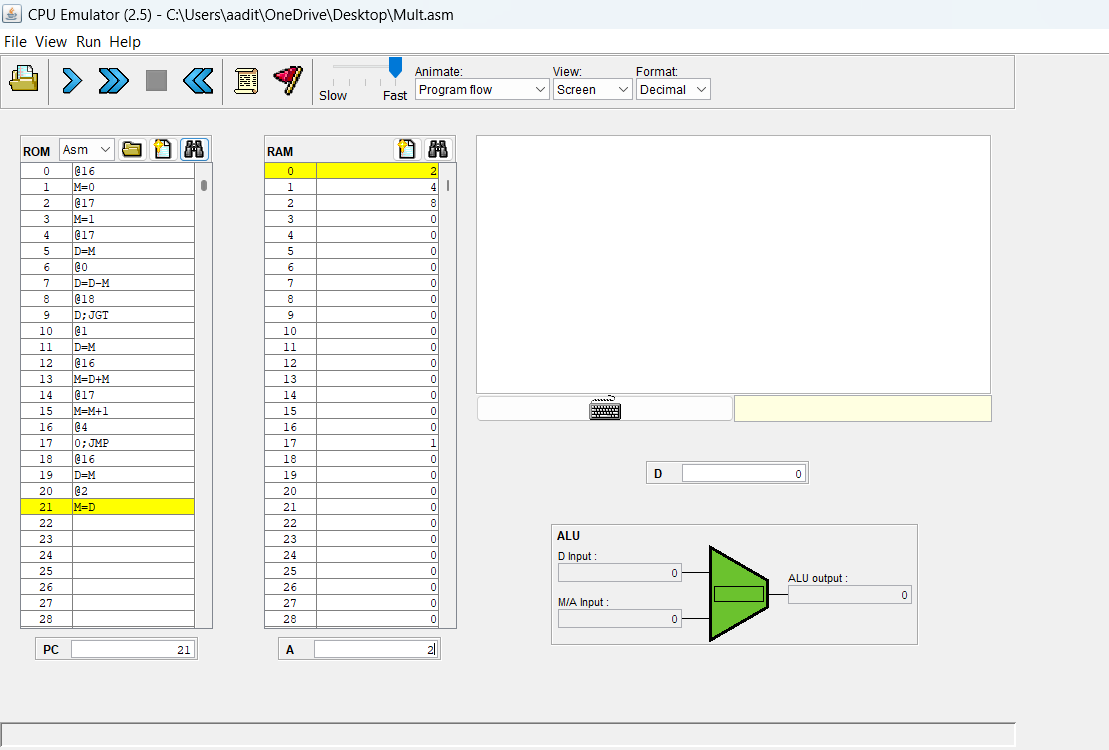 CPU Emulator (2.5) - C:\Users\aadit\OneDrive\Desktop\Mult.asm
File View Run Help
Slow Fast
Animate: View: Format:
Program flow Screen Decimal
ROM Asm
0 @16
1 M=0
2 @17
3 M=1
4 @17
5 D=M
6 @0
7 D=D-M
8 @18
9 D;JGT
10 @1
11 D=M
12 @16
13 M=D+M
14 @17
15 M=M+1
16 @4
17 0;JMP
18 @16
19 D=M
20 @2
21 M=D
22
23
24
25
26
27
28
PC 21
RAM
0 2
1 4
2 8
3 0
4 0
5 0
6 0
7 0
8 0
9 0
10 0
11 0
12 0
13 0
14 0
15 0
16 0
17 1
18 0
19 0
20 0
21 0
22 0
23 0
24 0
25 0
26 0
27 0
28 0
A 2
D 0
ALU
D Input :
0
M/A Input :
0
ALU output :
0